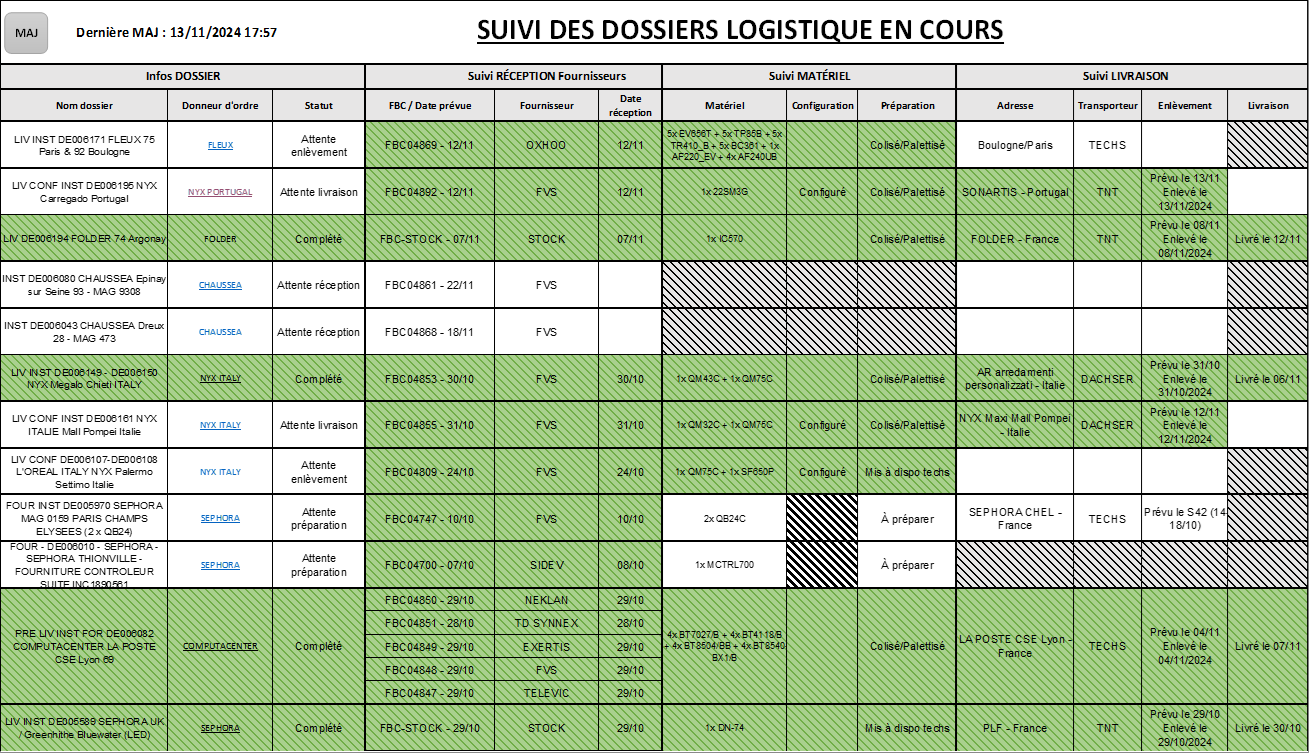 MAJ
Dernière MAJ : 13/11/2024 17:57
SUIVI DES DOSSIERS LOGISTIQUE EN COURS
Infos DOSSIER
Suivi RÉCEPTION Fournisseurs
Suivi MATÉRIEL
Suivi LIVRAISON
Nom dossier
Donneur d'ordre
Statut
FBC / Date prévue
Fournisseur
Date
réception
Matériel
Configuration
Préparation
Adresse
Transporteur
Enlèvement
Livraison
LIV INST DE006171 FLEUX 75
Paris & 92 Boulogne
FLEUX
Attente
enlèvement
FBC04869 - 12/11
OXHOO
12/11
5x EV656T + 5x TP85B + 5x
TR410_B + 5x BC361 + 1x
AF220_EV + 4x AF240UB
Colisé/Palettisé
Boulogne/Paris
TECHS
LIV CONF INST DE006195 NYX
Carregado Portugal
NYX PORTUGAL
Attente livraison
FBC04892 - 12/11
FVS
12/11
1x 22SM3G
Configuré
Colisé/Palettisé
SONARTIS - Portugal
TNT
Prévu le 13/11
Enlevé le
13/11/2024
LIV DE006194 FOLDER 74 Argonay
FOLDER
Complété
FBC-STOCK - 07/11
STOCK
07/11
1x IC570
Colisé/Palettisé
FOLDER - France
TNT
Prévu le 08/11
Enlevé le
08/11/2024
Livré le 12/11
INST DE006080 CHAUSSEA Epinay
sur Seine 93 - MAG 9308
CHAUSSEA
Attente réception
FBC04861 - 22/11
FVS
INST DE006043 CHAUSSEA Dreux
28 - MAG 473
CHAUSSEA
Attente réception
FBC04868 - 18/11
FVS
LIV INST DE006149 - DE006150
NYX Megalo Chieti ITALY
NYX ITALY
Complété
FBC04853 - 30/10
FVS
30/10
1x QM43C + 1x QM75C
Colisé/Palettisé
AR arredamenti
personalizzati - Italie
DACHSER
Prévu le 31/10
Enlevé le
31/10/2024
Livré le 06/11
LIV CONF INST DE006161 NYX
ITALIE Mall Pompei Italie
NYX ITALY
Attente livraison
FBC04855 - 31/10
FVS
31/10
1x QM32C + 1x QM75C
Configuré
Colisé/Palettisé
NYX Maxi Mall Pompei
- Italie
DACHSER
Prévu le 12/11
Enlevé le
12/11/2024
LIV CONF DE006107-DE006108
L'OREAL ITALY NYX Palermo
Settimo Italie
NYX ITALY
Attente
enlèvement
FBC04809 - 24/10
FVS
24/10
1x QM75C + 1x SF650P
Configuré
Mis à dispo techs
FOUR INST DE005970 SEPHORA
MAG 0159 PARIS CHAMPS
ELYSEES (2 x QB24)
SEPHORA
Attente
préparation
FBC04747 - 10/10
FVS
10/10
2x QB24C
À préparer
SEPHORA CHEL -
France
TECHS
Prévu le S42 (14
18/10)
FOUR - DE006010 - SEPHORA -
SEPHORA THIONVILLE -
FOURNITURE CONTROLEUR
SUITE INC1890561
SEPHORA
Attente
préparation
FBC04700 - 07/10
SIDEV
08/10
1x MCTRL700
À préparer
PRE LIV INST FOR DE006082
COMPUTACENTER LA POSTE
CSE Lyon 69
COMPUTACENTER
Complété
FBC04850 - 29/10
NEKLAN
29/10
FBC04851 - 28/10
TD SYNNEX
28/10
FBC04849 - 29/10
EXERTIS
29/10
FBC04848 - 29/10
FVS
29/10
FBC04847 - 29/10
TELEVIC
29/10
4x BT7027/B + 4x BT4118/B
+ 4x BT8504/BB + 4x BT8540
BX1/B
Colisé/Palettisé
LA POSTE CSE Lyon -
France
TECHS
Prévu le 04/11
Enlevé le
04/11/2024
Livré le 07/11
LIV INST DE005589 SEPHORA UK
/ Greenhithe Bluewater (LED)
SEPHORA
Complété
FBC-STOCK - 29/10
STOCK
29/10
1x DN-74
Mis à dispo techs
PLF - France
TNT
Prévu le 29/10
Enlevé le
29/10/2024
Livré le 30/10